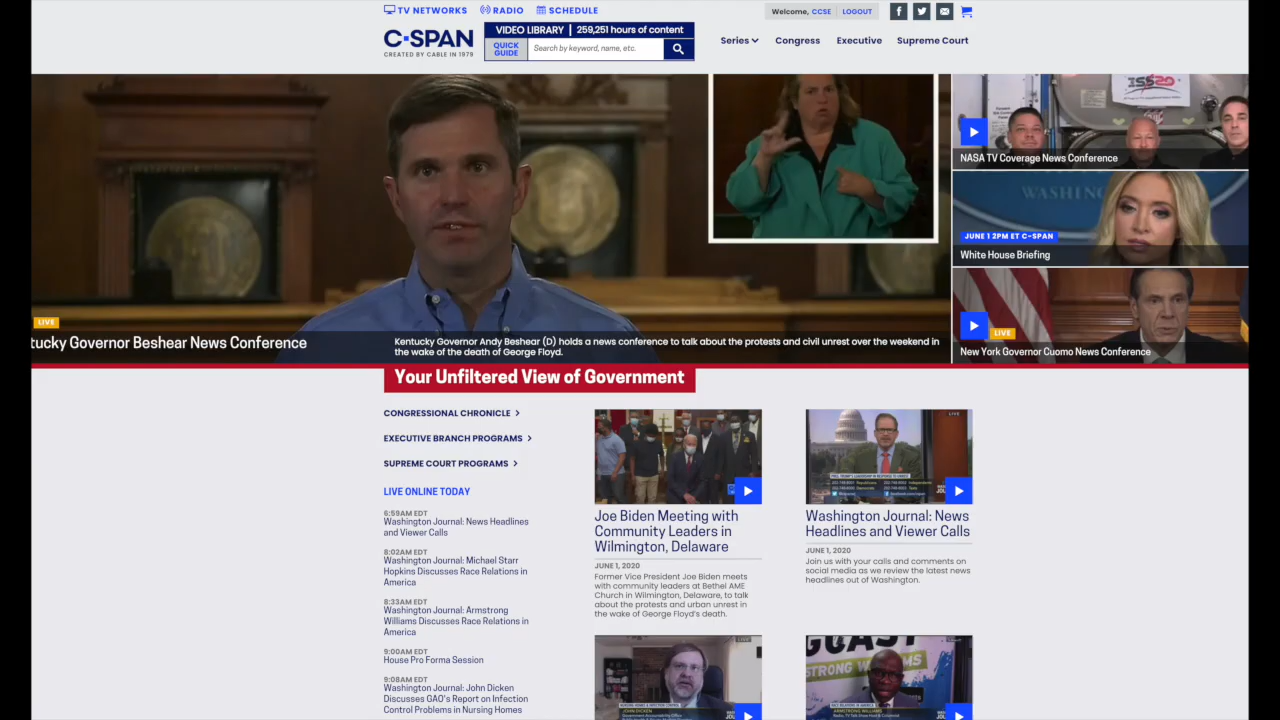 TV NETWORKS
RADIO
SCHEDULE
Welcome, CCSE
LOGOUT
C-SPAN
CREATED BY CABLE IN 1979
VIDEO LIBRARY | 259,251 hours of content
QUICK
GUIDE
Search by keyword, name, etc.
Series
Congress
Executive
Supreme Court
LIVE
tucky Governor Beshear News Conference
Kentucky Governor Andy Beshear (D) holds a news conference to talk about the protests and civil unrest over the weekend in
the wake of the death of George Floyd.
NASA TV Coverage News Conference
WASHING
JUNE 1 2PM ET C-SPAN
White House Briefing
LIVE
New York Governor Cuomo News Conference
Your Unfiltered View of Government
CONGRESSIONAL CHRONICLE >
EXECUTIVE BRANCH PROGRAMS >
SUPREME COURT PROGRAMS >
LIVE ONLINE TODAY
6:59AM EDT
Washington Journal: News Headlines
and Viewer Calls
8:02AM EDT
Washington Journal: Michael Starr
Hopkins Discusses Race Relations in
America
8:33AM EDT
Washington Journal: Armstrong
Williams Discusses Race Relations in
America
9:00AM EDT
House Pro Forma Session
9:08AM EDT
Washington Journal: John Dicken
Discusses GAO's Report on Infection
Control Problems in Nursing Homes
Joe Biden Meeting with
Community Leaders in
Wilmington, Delaware
JUNE 1, 2020
Former Vice President Joe Biden meets
with community leaders at Bethel AME
Church in Wilmington, Delaware, to talk
about the protests and urban unrest in
the wake of George Floyd's death.
LIVE
Washington Journal: News
Headlines and Viewer Calls
JUNE 1, 2020
Join us with your calls and comments on
social media as we review the latest news
headlines out of Washington.
JOHN DICKEN
ARMSTRONG WILLIAMS